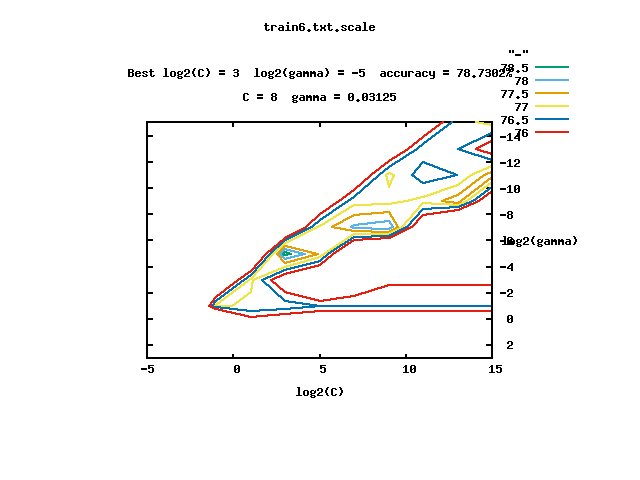 train6.txt.scale
"-"
Best log2(C) = 3  log2(gamma) = -5  accuracy = 78.7302%
78.5
78
C = 8  gamma = 0.03125
77.5
77
76.5
76
-14
-12
-10
-8
-6
log2(gamma)
-4
-2
0
2
-5 0 5 10 15
log2(C)